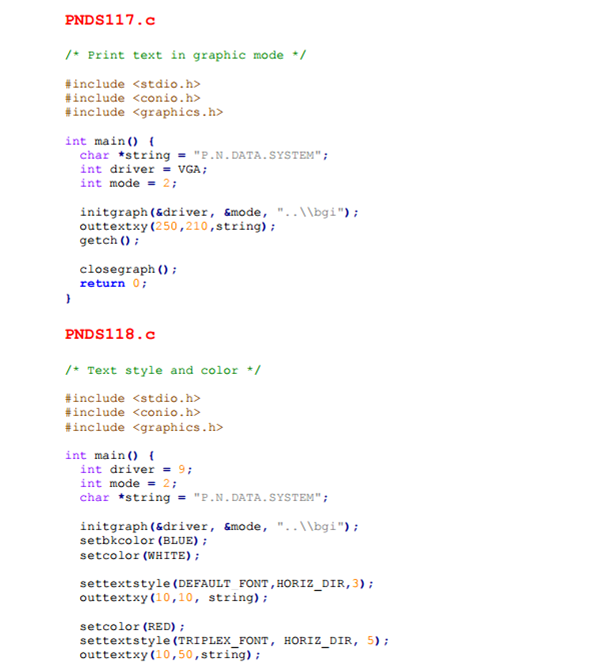 PNDS117.c
/* Print text in graphic mode */
#include <stdio.h>
#include <conio.h>
#include <graphics.h>
int main() {
char *string = "P.N.DATA.SYSTEM";
int driver = VGA;
int mode = 2;
initgraph(&driver, &mode, "..\\bgi");
outtextxy(250,210,string);
getch();
closegraph();
return 0;
}
PNDS118.c
/* Text style and color */
#include <stdio.h>
#include <conio.h>
#include <graphics.h>
int main() {
int driver = 9;
int mode = 2;
char *string = "P.N.DATA.SYSTEM";
initgraph(&driver, &mode, "..\\bgi");
setbkcolor(BLUE);
setcolor(WHITE);
settextstyle(DEFAULT_FONT,HORIZ_DIR,3);
outtextxy(10,10, string);
setcolor(RED);
settextstyle(TRIPLEX_FONT, HORIZ_DIR, 5);
outtextxy(10,50,string);